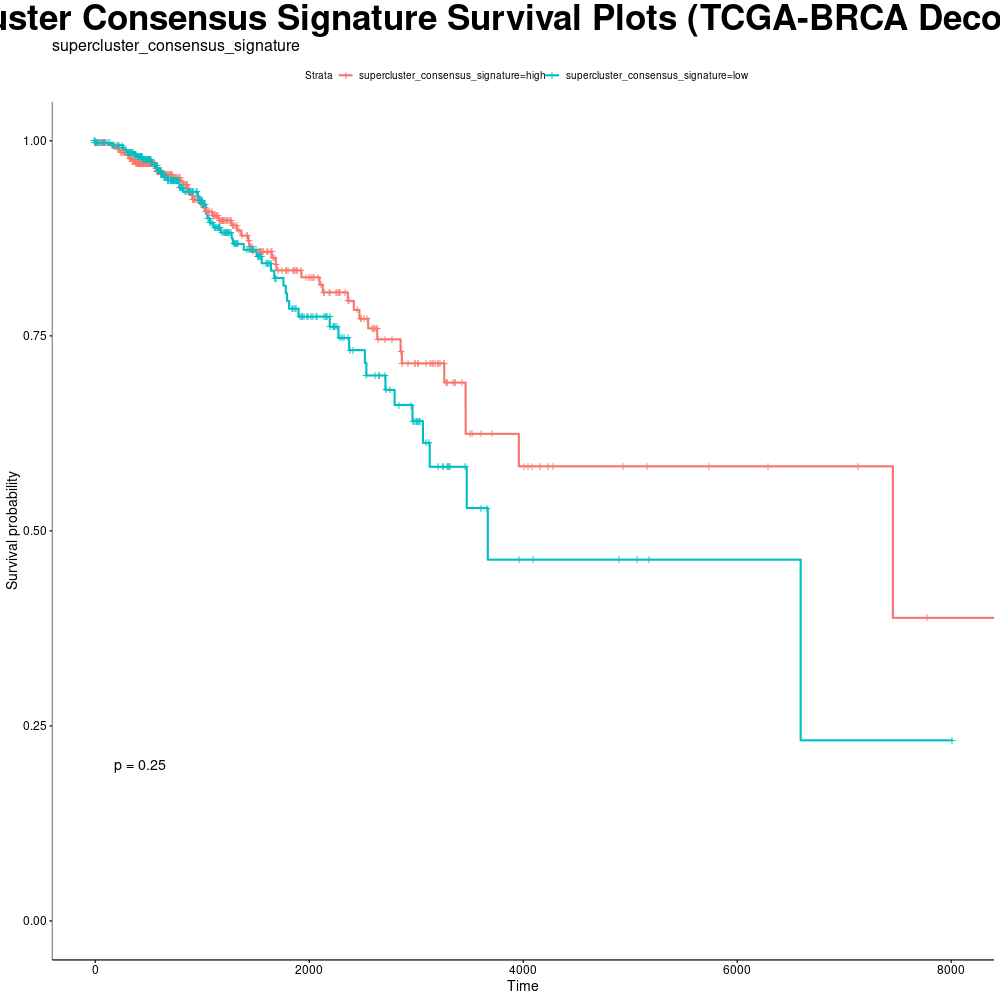 uster Consensus Signature Survival Plots (TCGA-BRCA Deco
supercluster_consensus_signature
Strata supercluster_consensus_signature=high supercluster_consensus_signature=low
1.00
0.75
0.50
0.25
0.00
Survival probability
p = 0.25
0 2000 4000 6000 8000
Time